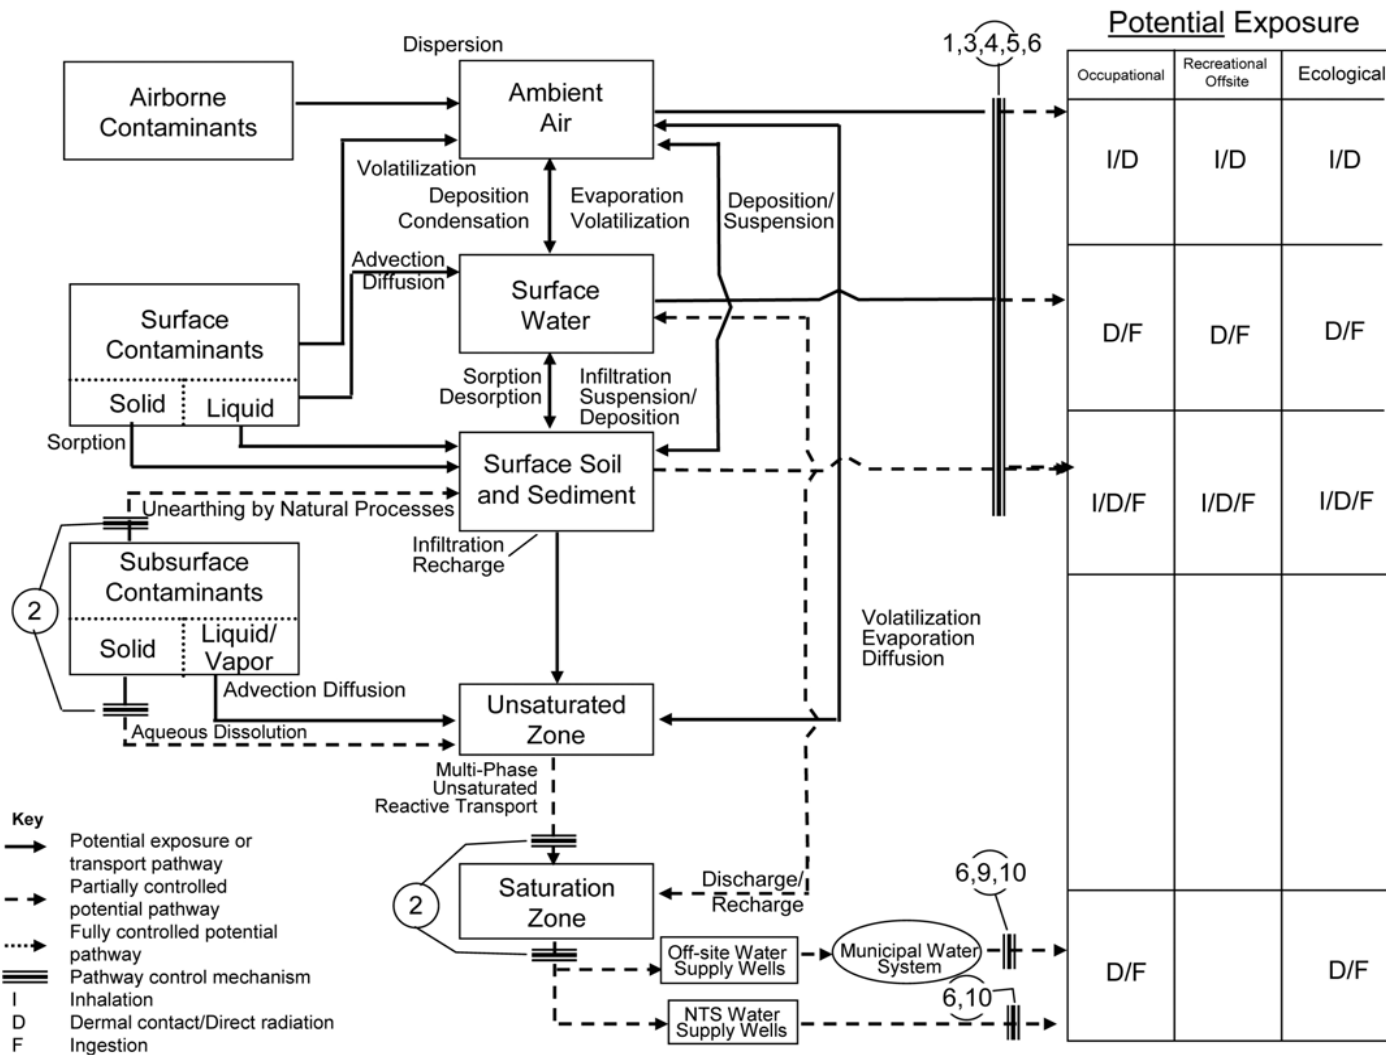 Potential Exposure
1,3,4,5,6
Occupational
Recreational
Offsite
Ecological
Dispersion
Airborne
Contaminants
Ambient
Air
I/D
I/D
I/D
Volatilization
Deposition
Condensation
Evaporation
Volatilization
Deposition/
Suspension
Advection
Diffusion
Surface
Water
Surface
Contaminants
Solid
Liquid
D/F
D/F
D/F
Sorption
Desorption
Infiltration
Suspension/
Deposition
Sorption
Surface Soil
and Sediment
I/D/F
I/D/F
I/D/F
Unearthing by Natural Processes
Infiltration
Recharge
Subsurface
Contaminants
Solid
Liquid/
Vapor
2
Advection Diffusion
Aqueous Dissolution
Volatilization
Evaporation
Diffusion
Unsaturated
Zone
Multi-Phase
Unsaturated
Reactive Transport
Saturation
Zone
2
Discharge/
Recharge
6,9,10
Off-site Water
Supply Wells
Municipal Water
System
D/F
D/F
6,10
NTS Water
Supply Wells
Key
Potential exposure or
transport pathway
Partially controlled
potential pathway
Fully controlled potential
pathway
Pathway control mechanism
I Inhalation
D Dermal contact/Direct radiation
F Ingestion